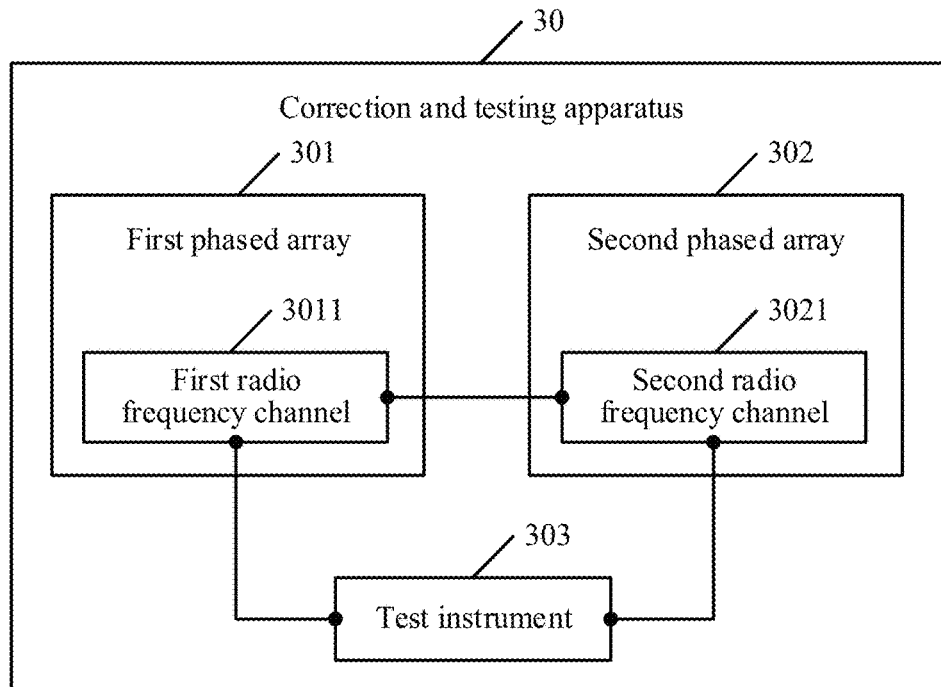 30
Correction and testing apparatus
301
302
First phased array
Second phased array
3011
3021
First radio
frequency channel
Second radio
frequency channel
303
Test instrument